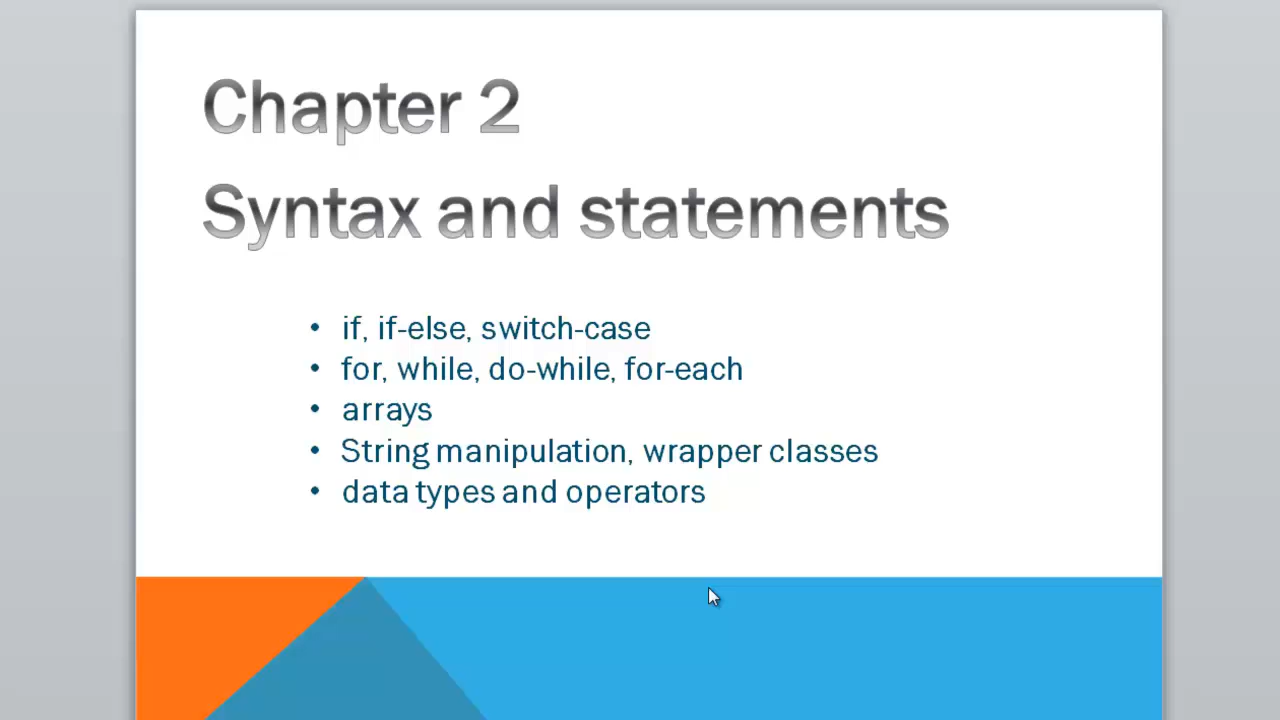 Chapter 2
Syntax and statements
• if, if-else, switch-case
• for, while, do-while, for-each
• arrays
• String manipulation, wrapper classes
• data types and operators